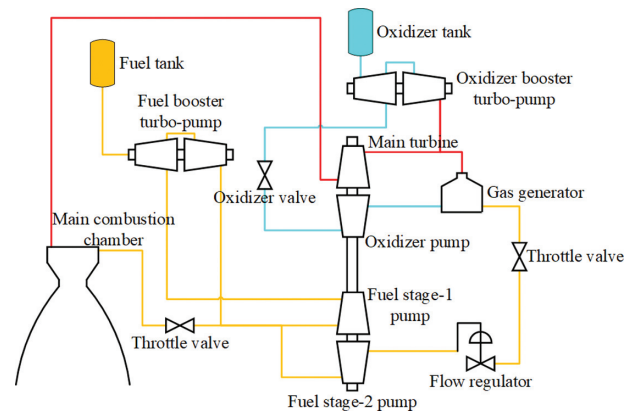 Oxidizer tank
Fuel tank
Oxidizer booster
turbo-pump
Fuel booster
turbo-pump
Main turbine
Oxidizer valve
Gas generator
Main combustion
chamber
Oxidizer pump
Throttle valve
Fuel stage-1
pump
Throttle valve
Flow regulator
Fuel stage-2 pump